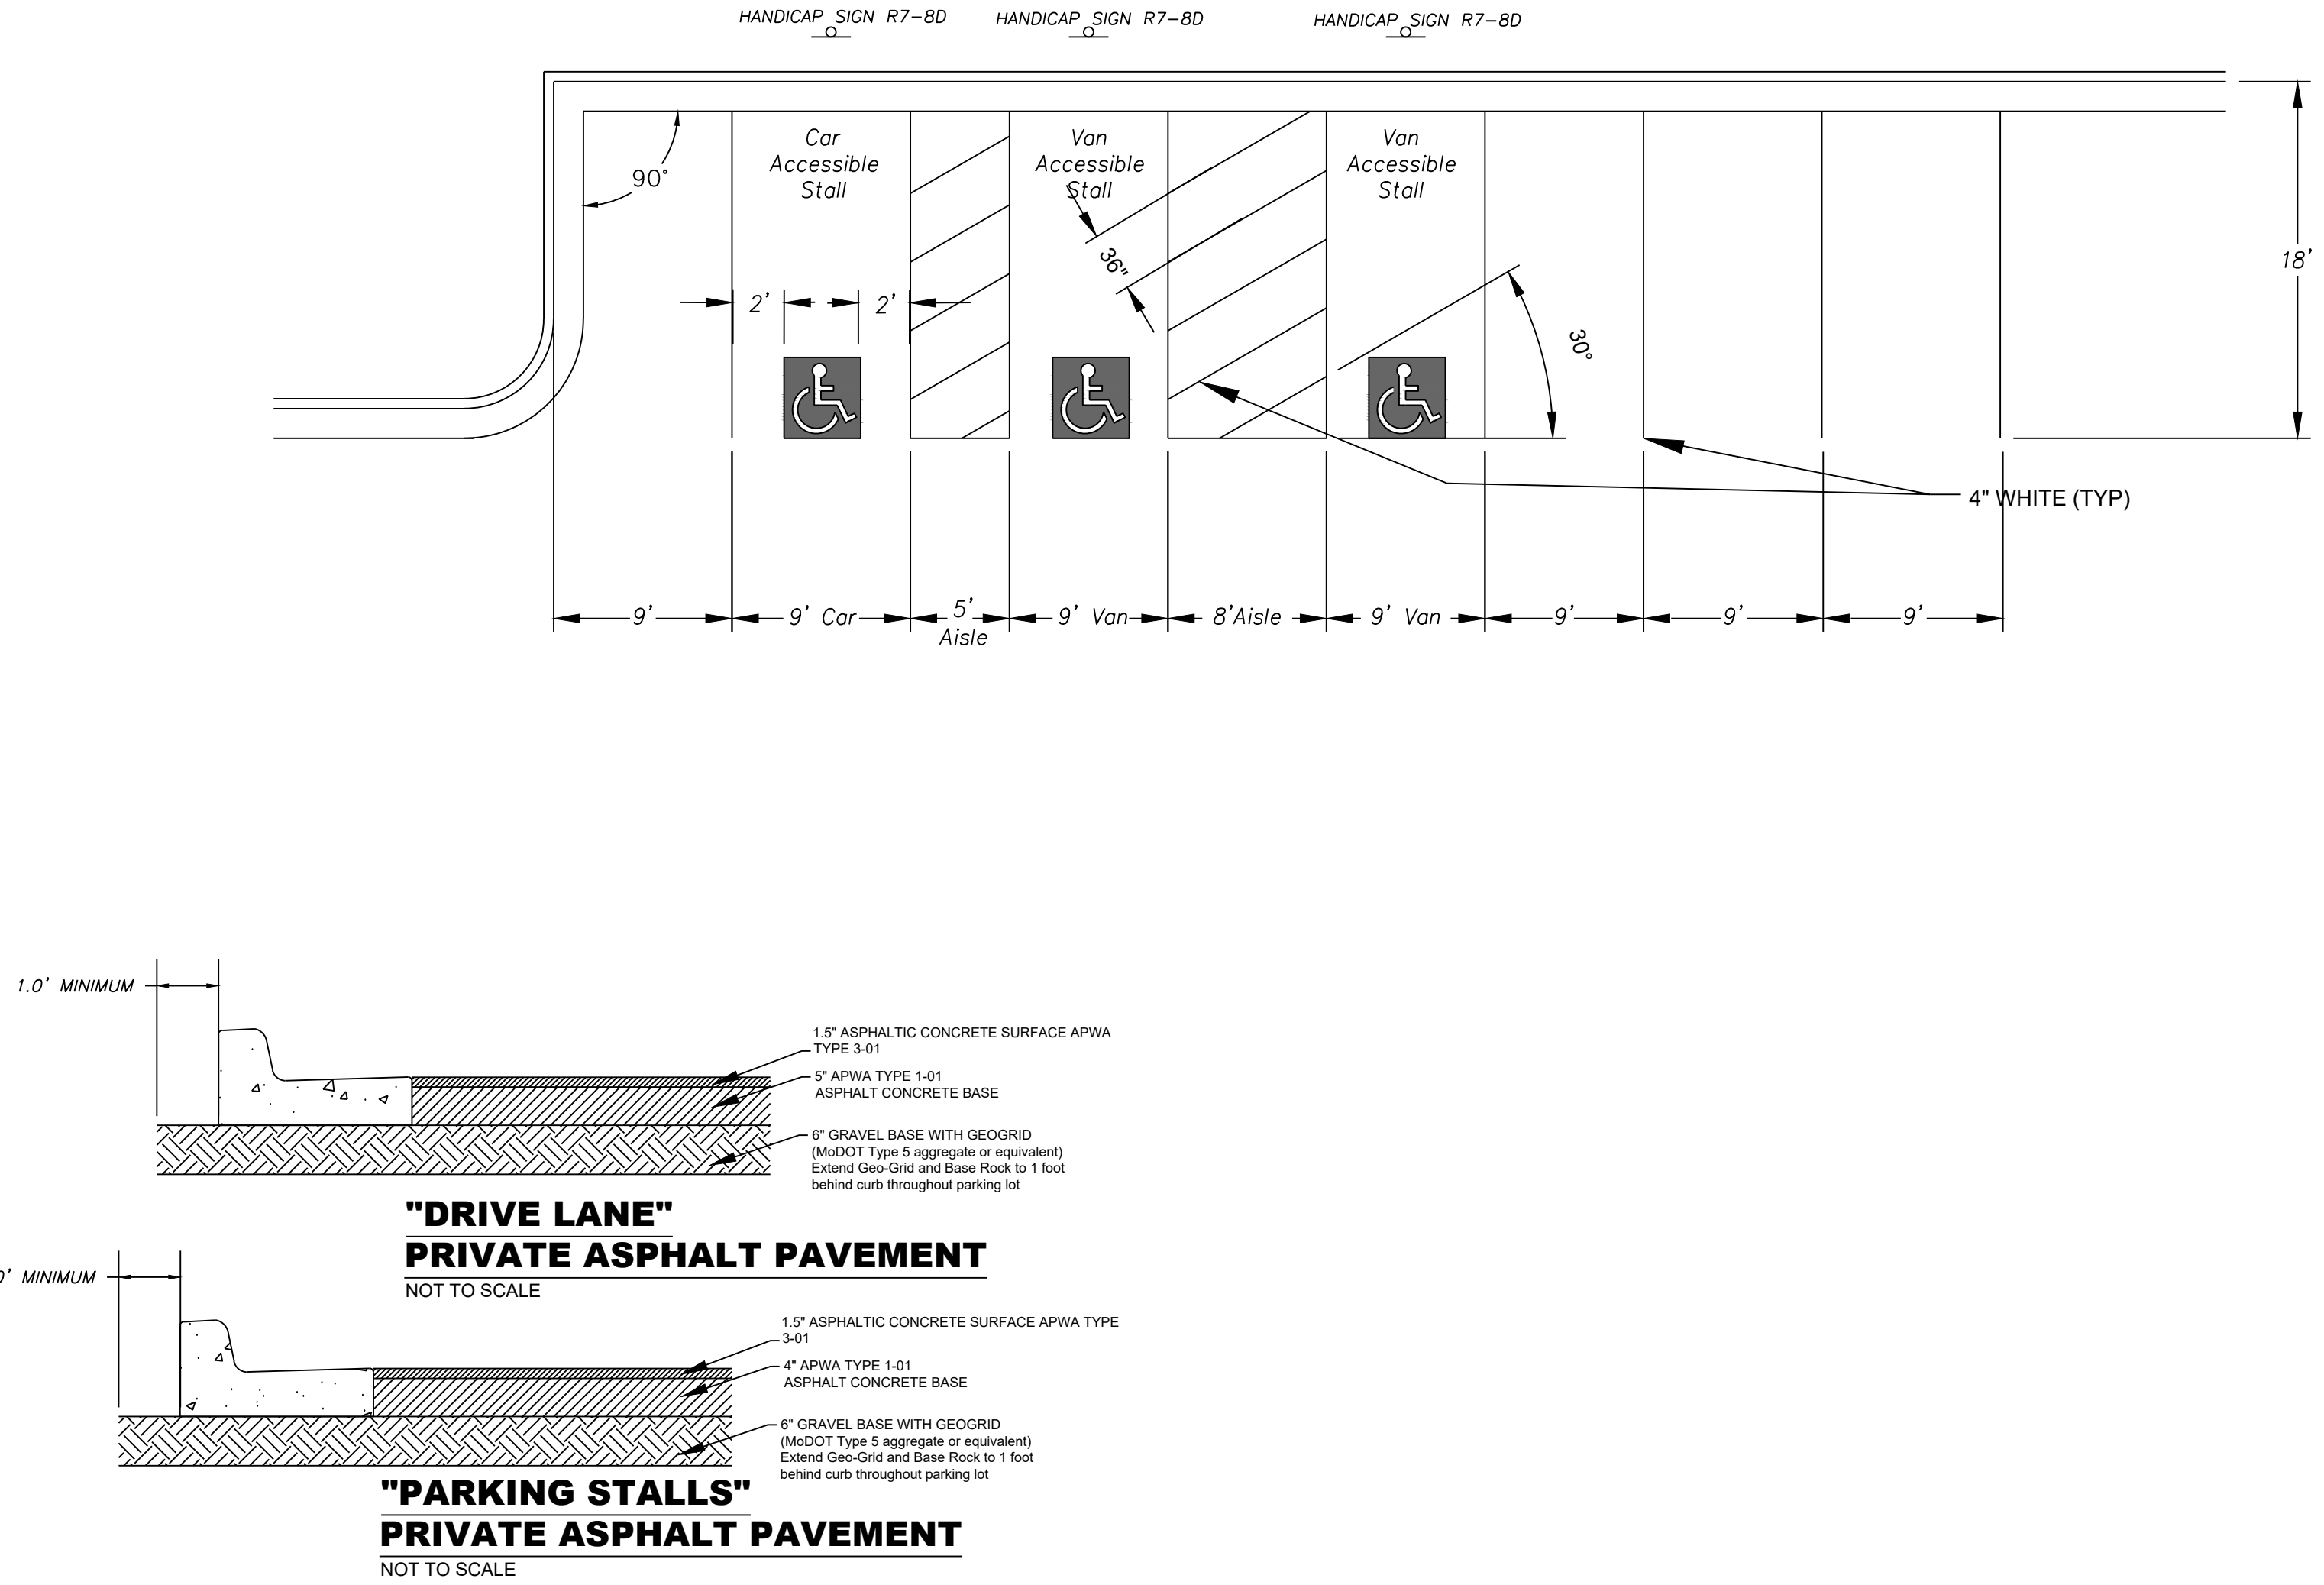 HANDICAP SIGN R7-8D
HANDICAP SIGN R7-8D
HANDICAP SIGN R7-8D
Car
Accessible
Stall
Van
Accessible
Stall
Van
Accessible
Stall
90°
36"
18'
2'
2'
30°
4" WHITE (TYP)
9'
9' Car
5'
Aisle
9' Van
8'Aisle
9' Van
9'
9'
9'
1.0' MINIMUM
1.5" ASPHALTIC CONCRETE SURFACE APWA
TYPE 3-01
5" APWA TYPE 1-01
ASPHALT CONCRETE BASE
6" GRAVEL BASE WITH GEOGRID
(MoDOT Type 5 aggregate or equivalent)
Extend Geo-Grid and Base Rock to 1 foot
behind curb throughout parking lot
"DRIVE LANE"
PRIVATE ASPHALT PAVEMENT
NOT TO SCALE
' MINIMUM
1.5" ASPHALTIC CONCRETE SURFACE APWA TYPE
3-01
4" APWA TYPE 1-01
ASPHALT CONCRETE BASE
6" GRAVEL BASE WITH GEOGRID
(MoDOT Type 5 aggregate or equivalent)
Extend Geo-Grid and Base Rock to 1 foot
behind curb throughout parking lot
"PARKING STALLS"
PRIVATE ASPHALT PAVEMENT
NOT TO SCALE